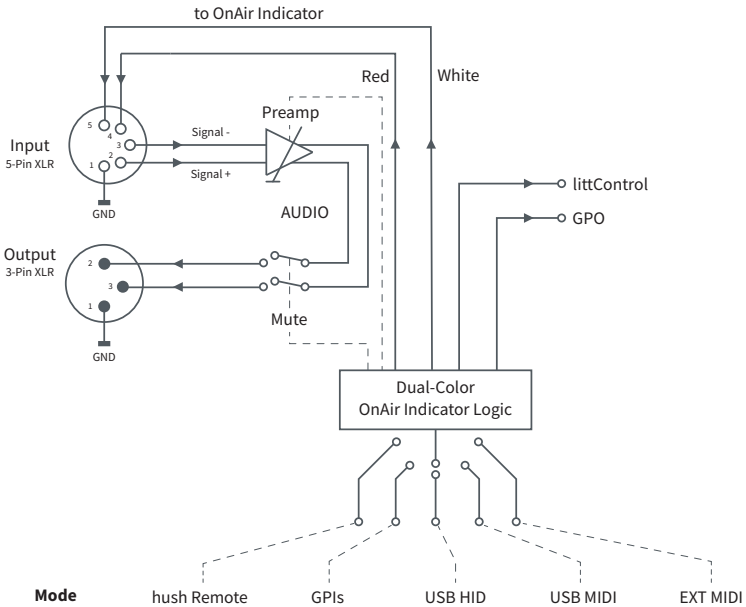 to OnAir Indicator
Red
White
Preamp
5
4
3
2
1
Input
5-Pin XLR
Signal -
Signal +
GND
AUDIO
littControl
GPO
Output
3-Pin XLR
2
3
1
GND
Mute
Dual-Color
OnAir Indicator Logic
Mode
hush Remote
GPIs
USB HID
USB MIDI
EXT MIDI